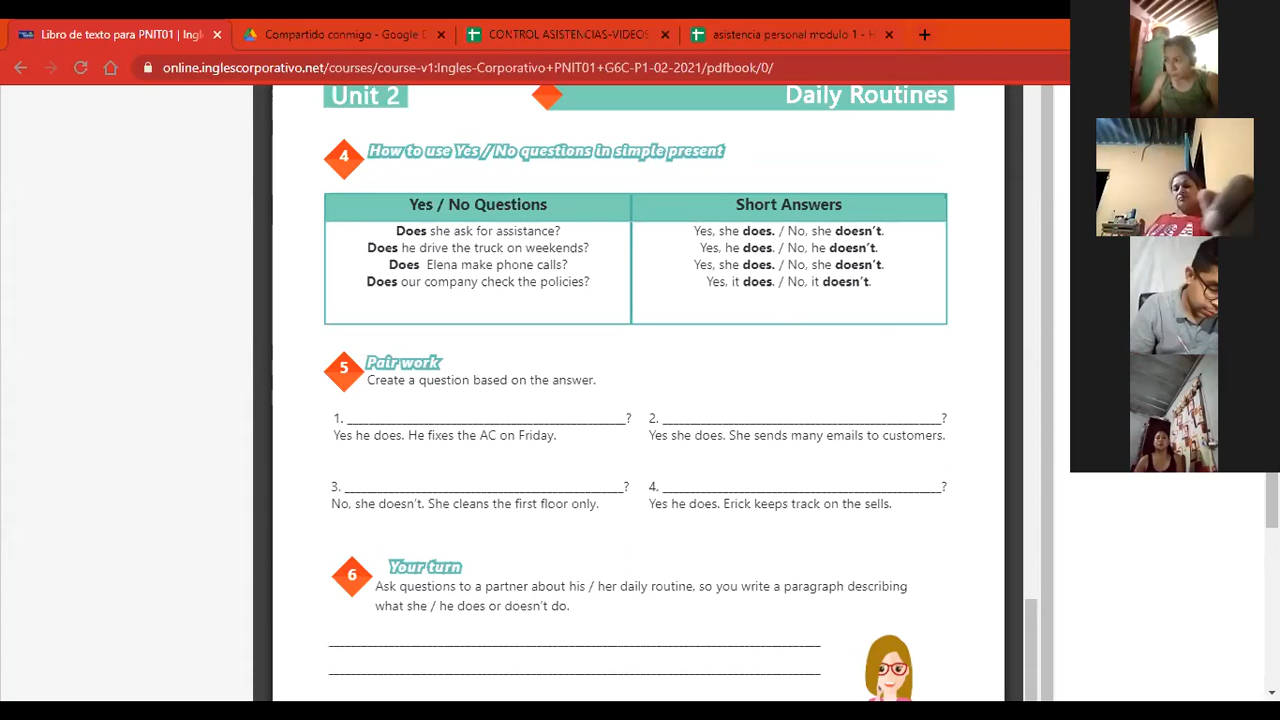 Libro de texto para PNIT01 | Ingl
Compartido conmigo - Google D
CONTROL ASISTENCIAS-VIDEOS
asistencia personal modulo 1 - H
online.inglescorporativo.net/courses/course-v1:Ingles-Corporativo+PNIT01+G6C-P1-02-2021/pdfbook/0/
Unit 2
Daily Routines
4
How to use Yes / No questions in simple present
Yes / No Questions
Does she ask for assistance?
Does he drive the truck on weekends?
Does Elena make phone calls?
Does our company check the policies?
Short Answers
Yes, she does. / No, she doesn't.
Yes, he does. / No, he doesn't.
Yes, she does. / No, she doesn't.
Yes, it does. / No, it doesn't.
5
Pair work
Create a question based on the answer.
1. ________________________________________?
Yes he does. He fixes the AC on Friday.
2. ________________________________________?
Yes she does. She sends many emails to customers.
3. ________________________________________?
No, she doesn't. She cleans the first floor only.
4. ________________________________________?
Yes he does. Erick keeps track on the sells.
6
Your turn
Ask questions to a partner about his / her daily routine, so you write a paragraph describing
what she / he does or doesn't do.